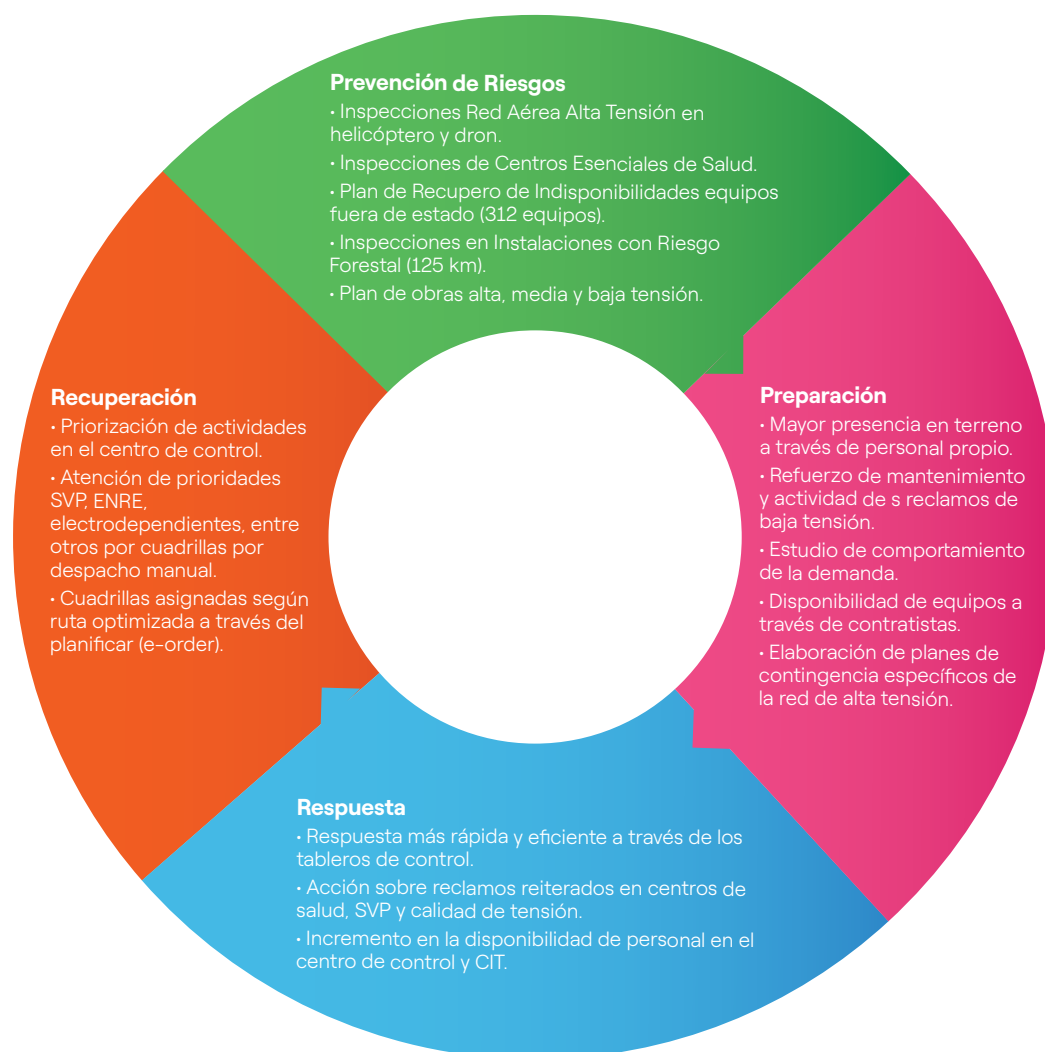 Prevención de Riesgos
• Inspecciones Red Aérea Alta Tensión en
helicóptero y dron.
• Inspecciones de Centros Esenciales de Salud.
• Plan de Recupero de Indisponibilidades equipos
fuera de estado (312 equipos).
• Inspecciones en Instalaciones con Riesgo
Forestal (125 km).
• Plan de obras alta, media y baja tensión.
Preparación
• Mayor presencia en terreno
a través de personal propio.
• Refuerzo de mantenimiento
y actividad de s reclamos de
baja tensión.
• Estudio de comportamiento
de la demanda.
• Disponibilidad de equipos a
través de contratistas.
• Elaboración de planes de
contingencia específicos de
la red de alta tensión.
Respuesta
• Respuesta más rápida y eficiente a través de los
tableros de control.
• Acción sobre reclamos reiterados en centros de
salud, SVP y calidad de tensión.
• Incremento en la disponibilidad de personal en el
centro de control y CIT.
Recuperación
• Priorización de actividades
en el centro de control.
• Atención de prioridades
SVP, ENRE,
electrodependientes, entre
otros por cuadrillas por
despacho manual.
• Cuadrillas asignadas según
ruta optimizada a través del
planificar (e-order).